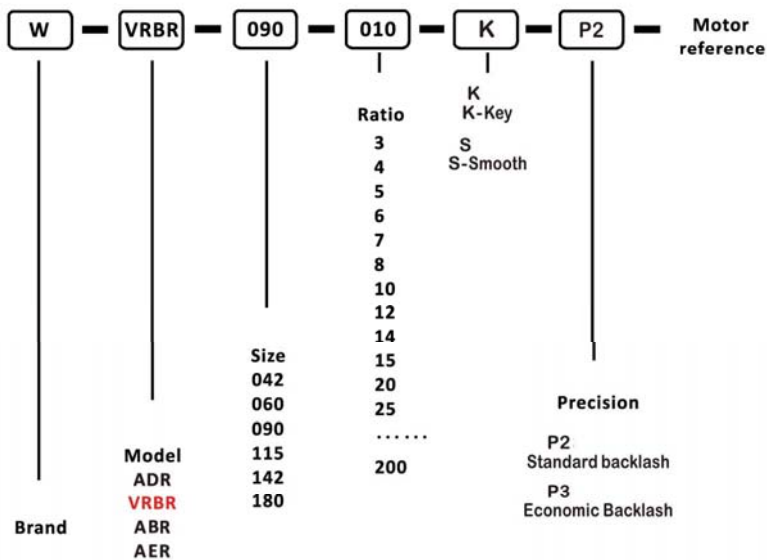 W VRBR 090 010 K P2 Motor reference
K
K-Key
S
S-Smooth
Ratio
3
4
5
6
7
8
10
12
14
15
20
25
......
200
Size
042
060
090
115
142
180
Precision
P2
Standard backlash
P3
Economic Backlash
Model
ADR
VRBR
ABR
AER
Brand